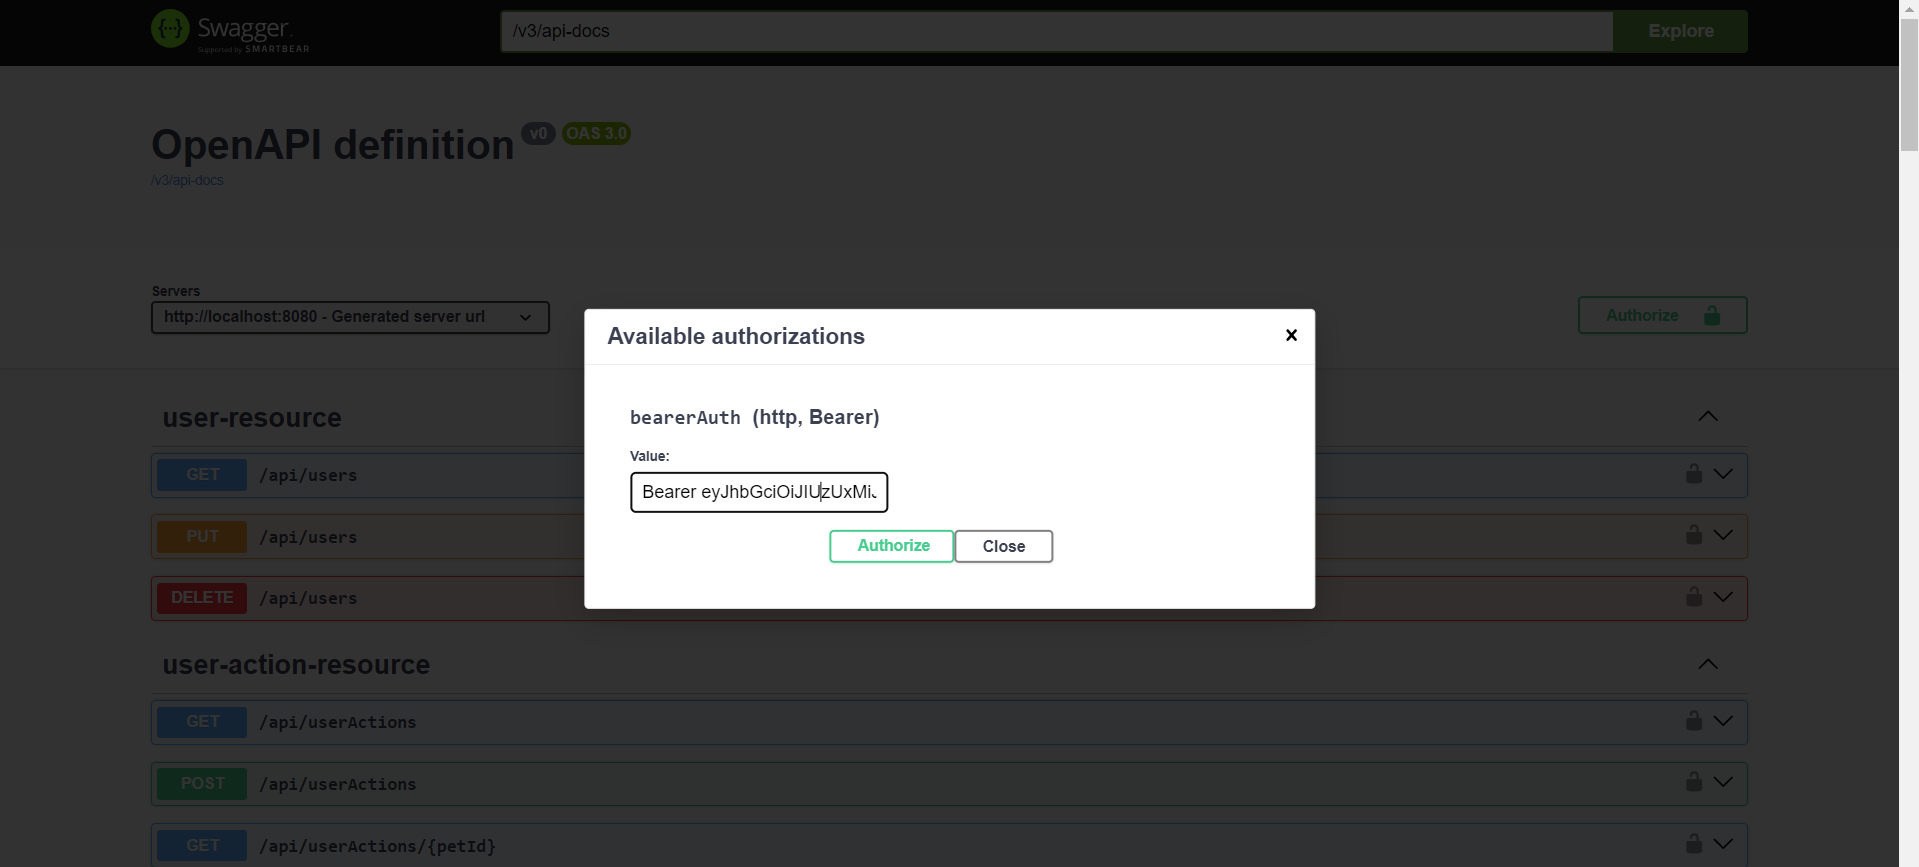 Swagger.
Supported by SMARTBEAR
/v3/api-docs
Explore
OpenAPI definition
v0
OAS 3.0
/v3/api-docs
Servers
http://localhost:8080 - Generated server url
Authorize
Available authorizations
bearerAuth (http, Bearer)
Value:
Bearer eyJhbGciOiJIUzUxMiJ
Authorize
Close
user-resource
GET /api/users
PUT /api/users
DELETE /api/users
user-action-resource
GET /api/userActions
POST /api/userActions
GET /api/userActions/{petId}